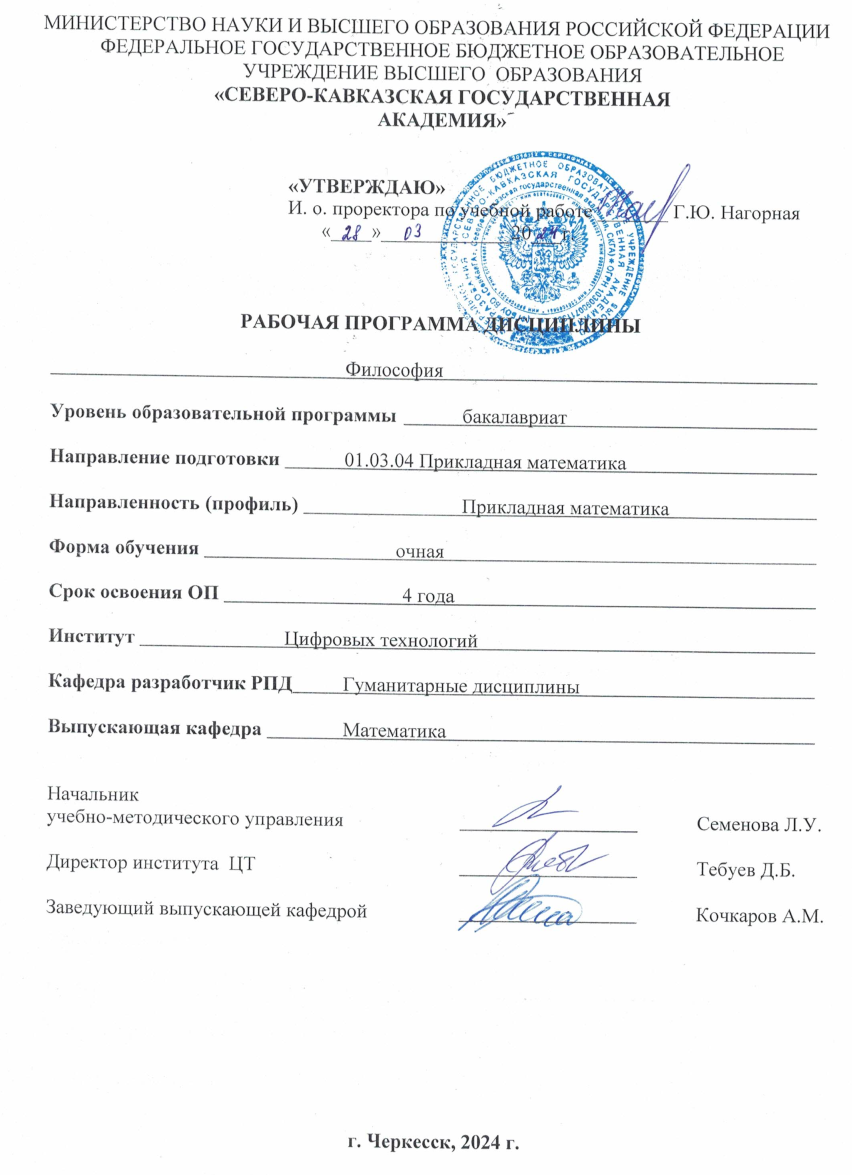 МИНИСТЕРСТВО НАУКИ И ВЫСШЕГО ОБРАЗОВАНИЯ РОССИЙСКОЙ ФЕДЕРАЦИИ
ФЕДЕРАЛЬНОЕ ГОСУДАРСТВЕННОЕ БЮДЖЕТНОЕ ОБРАЗОВАТЕЛЬНОЕ
УЧРЕЖДЕНИЕ ВЫСШЕГО ОБРАЗОВАНИЯ
«СЕВЕРО-КАВКАЗСКАЯ ГОСУДАРСТВЕННАЯ
АКАДЕМИЯ»
«УТВЕРЖДАЮ»
И. о. проректора по учебной работе Г.Ю. Нагорная
«28» 03 2024 г.
РАБОЧАЯ ПРОГРАММА ДИСЦИПЛИНЫ
Философия
Уровень образовательной программы бакалавриат
Направление подготовки 01.03.04 Прикладная математика
Направленность (профиль) Прикладная математика
Форма обучения очная
Срок освоения ОП 4 года
Институт Цифровых технологий
Кафедра разработчик РПД Гуманитарные дисциплины
Выпускающая кафедра Математика
Начальник
учебно-методического управления Семенова Л.У.
Директор института ЦТ Тебуев Д.Б.
Заведующий выпускающей кафедрой Кочкаров А.М.
г. Черкесск, 2024 г.